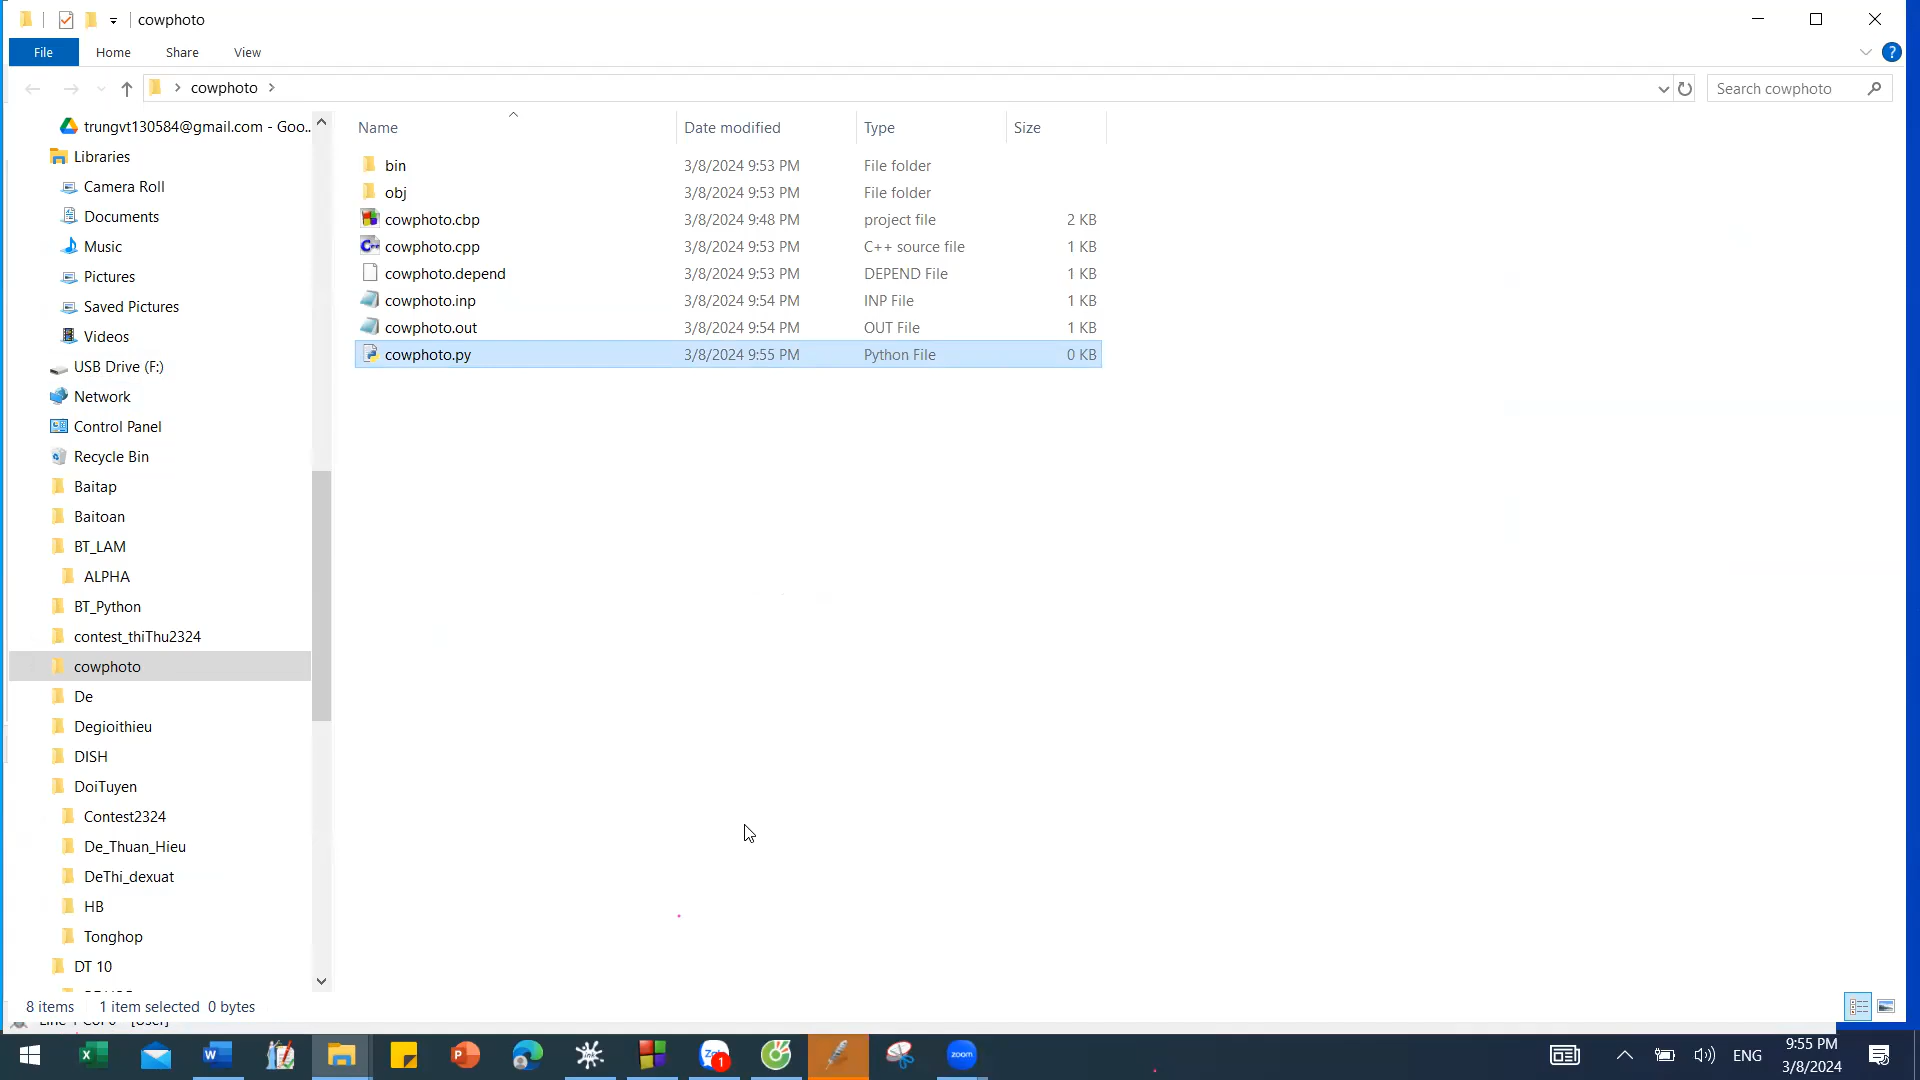 cowphoto
File Home Share View
cowphoto
Search cowphoto
trungvt130584@gmail.com - Goo...
Libraries
Camera Roll
Documents
Music
Pictures
Saved Pictures
Videos
USB Drive (F:)
Network
Control Panel
Recycle Bin
Baitap
Baitoan
BT_LAM
ALPHA
BT_Python
contest_thiThu2324
cowphoto
De
Degioithieu
DISH
DoiTuyen
Contest2324
De_Thuan_Hieu
DeThi_dexuat
HB
Tonghop
DT 10
Name Date modified Type Size
bin 3/8/2024 9:53 PM File folder
obj 3/8/2024 9:53 PM File folder
cowphoto.cbp 3/8/2024 9:48 PM project file 2 KB
cowphoto.cpp 3/8/2024 9:53 PM C++ source file 1 KB
cowphoto.depend 3/8/2024 9:53 PM DEPEND File 1 KB
cowphoto.inp 3/8/2024 9:54 PM INP File 1 KB
cowphoto.out 3/8/2024 9:54 PM OUT File 1 KB
cowphoto.py 3/8/2024 9:55 PM Python File 0 KB
8 items 1 item selected 0 bytes
zoom
ENG
9:55 PM
3/8/2024